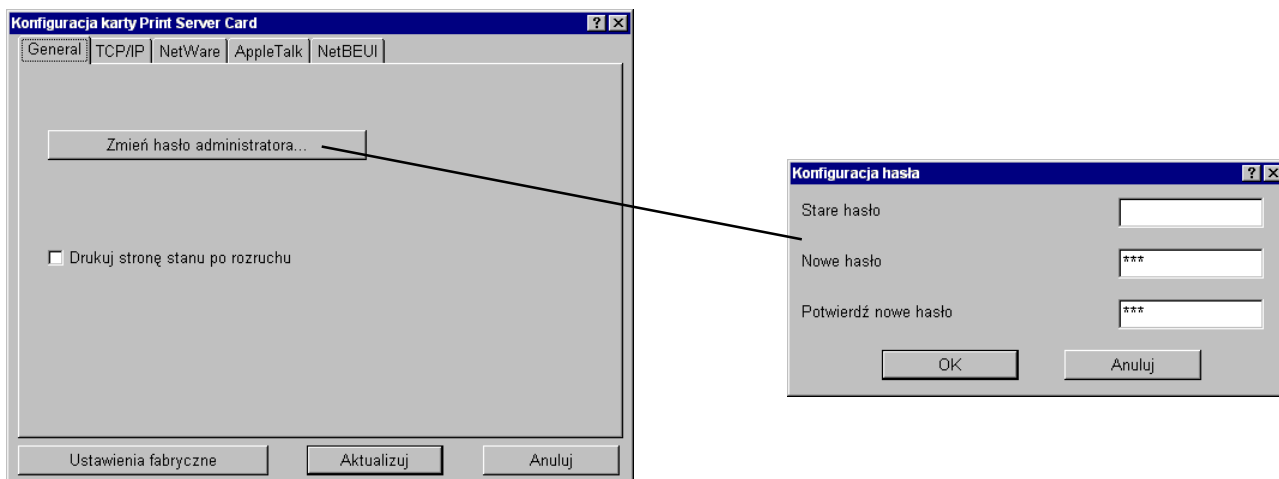 Konfiguracja karty Print Server Card
General TCP/IP NetWare AppleTalk NetBEUI
Zmień hasło administratora...
Drukuj stronę stanu po rozruchu
Ustawienia fabryczne Aktualizuj Anuluj
Konfiguracja hasła
Stare hasło
Nowe hasło ***
Potwierdź nowe hasło ***
OK Anuluj